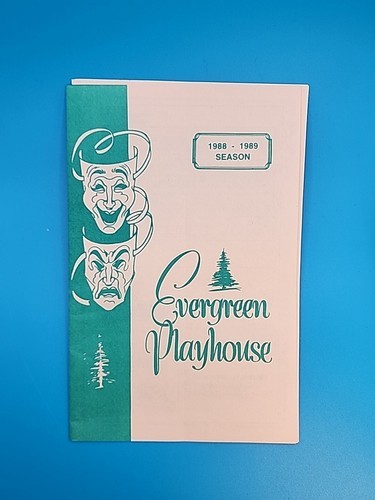 1988 - 1989
SEASON
Evergreen
Playhouse